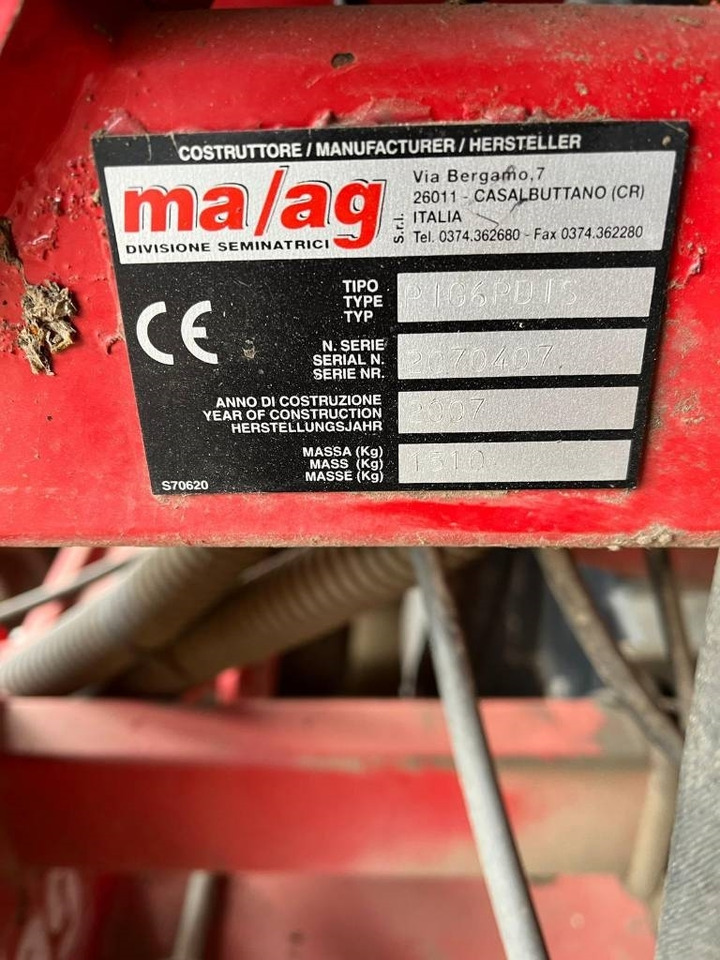 COSTRUTTORE / MANUFACTURER / HERSTELLER
ma/ag
S.r.l.
DIVISIONE SEMINATRICI
Via Bergamo,7
26011 - CASALBUTTANO (CR)
ITALIA
Tel. 0374.362680 - Fax 0374.362280
CE
TIPO
TYPE
TYP
N. SERIE
SERIAL N.
SERIE NR.
2070407
ANNO DI COSTRUZIONE
YEAR OF CONSTRUCTION
HERSTELLUNGSJAHR
2007
MASSA (Kg)
MASS (Kg)
MASSE (Kg)
1310
S70620